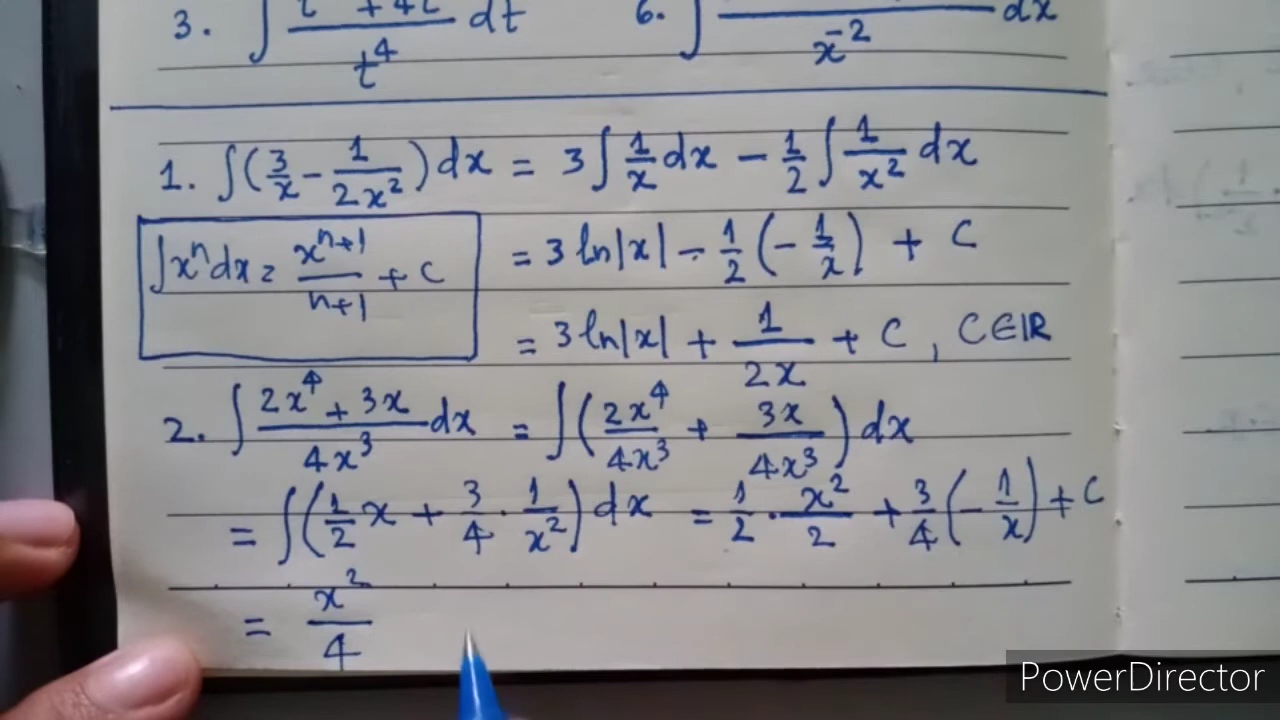 3. ∫ (t + 4t)/t⁴ dt 6. ∫ /x⁻² dx
1. ∫(3/x - 1/2x²) dx = 3∫ 1/x dx - 1/2 ∫ 1/x² dx
∫xⁿ dx = xⁿ⁺¹/n+1 + C
= 3 ln|x| - 1/2 (-1/x) + C
= 3 ln|x| + 1/2x + C, C∈ℝ
2. ∫ (2x⁴ + 3x)/4x³ dx = ∫(2x⁴/4x³ + 3x/4x³) dx
= ∫(1/2 x + 3/4 · 1/x²) dx = 1/2 · x²/2 + 3/4 (-1/x) + C
= x²/4
PowerDirector